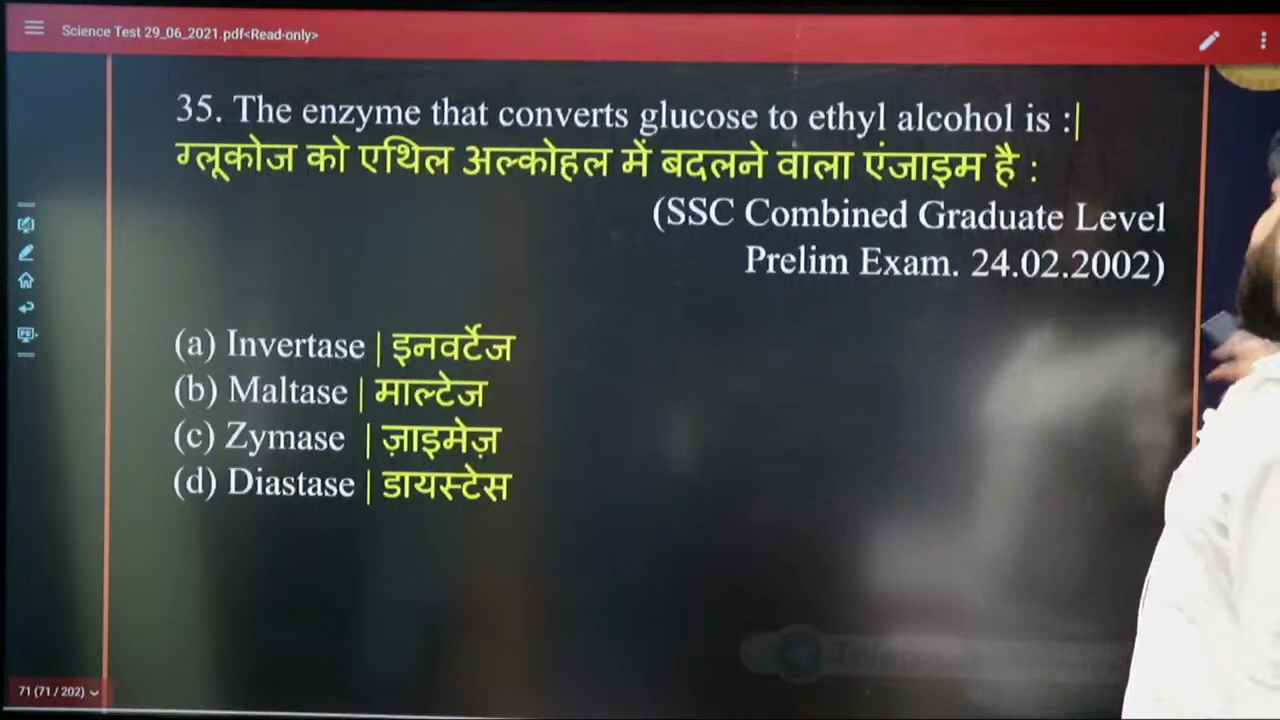 Science Test 29_06_2021.pdf<Read-only>
35. The enzyme that converts glucose to ethyl alcohol is :|
ग्लूकोज को एथिल अल्कोहल में बदलने वाला एंजाइम है :
(SSC Combined Graduate Level
Prelim Exam. 24.02.2002)
(a) Invertase | इनवर्टेज
(b) Maltase | माल्टेज
(c) Zymase | ज़ाइमेज़
(d) Diastase | डायस्टेस
71 (71 / 202)